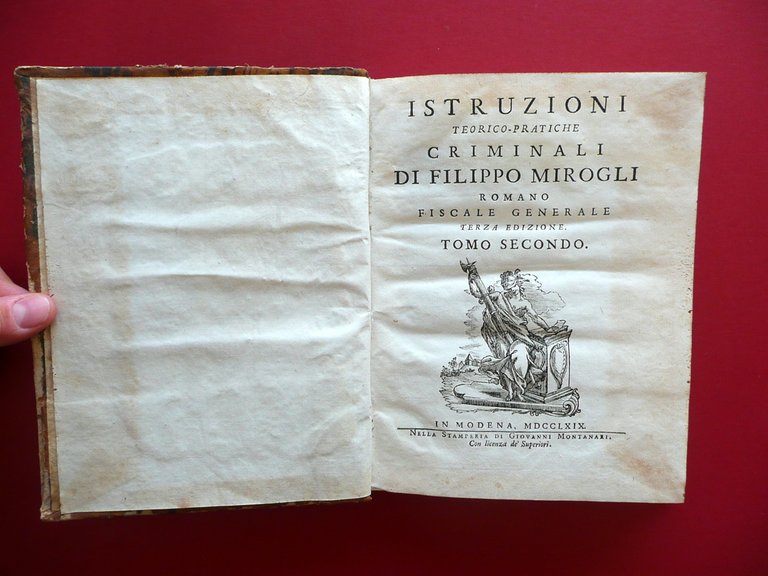 ISTRUZIONI
TEORICO-PRATICHE
CRIMINALI
DI FILIPPO MIROGLI
ROMANO
FISCALE GENERALE
TERZA EDIZIONE.
TOMO SECONDO.
IN MODENA, MDCCLXIX.
NELLA STAMPERIA DI GIOVANNI MONTANARI.
Con licenza de' Superiori.